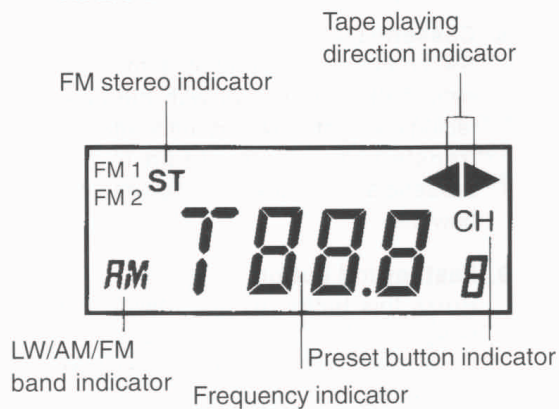 Tape playing
direction indicator
FM stereo indicator
FM 1 ST
FM 2
CH
AM T88.8 8
LW/AM/FM
band indicator
Preset button indicator
Frequency indicator